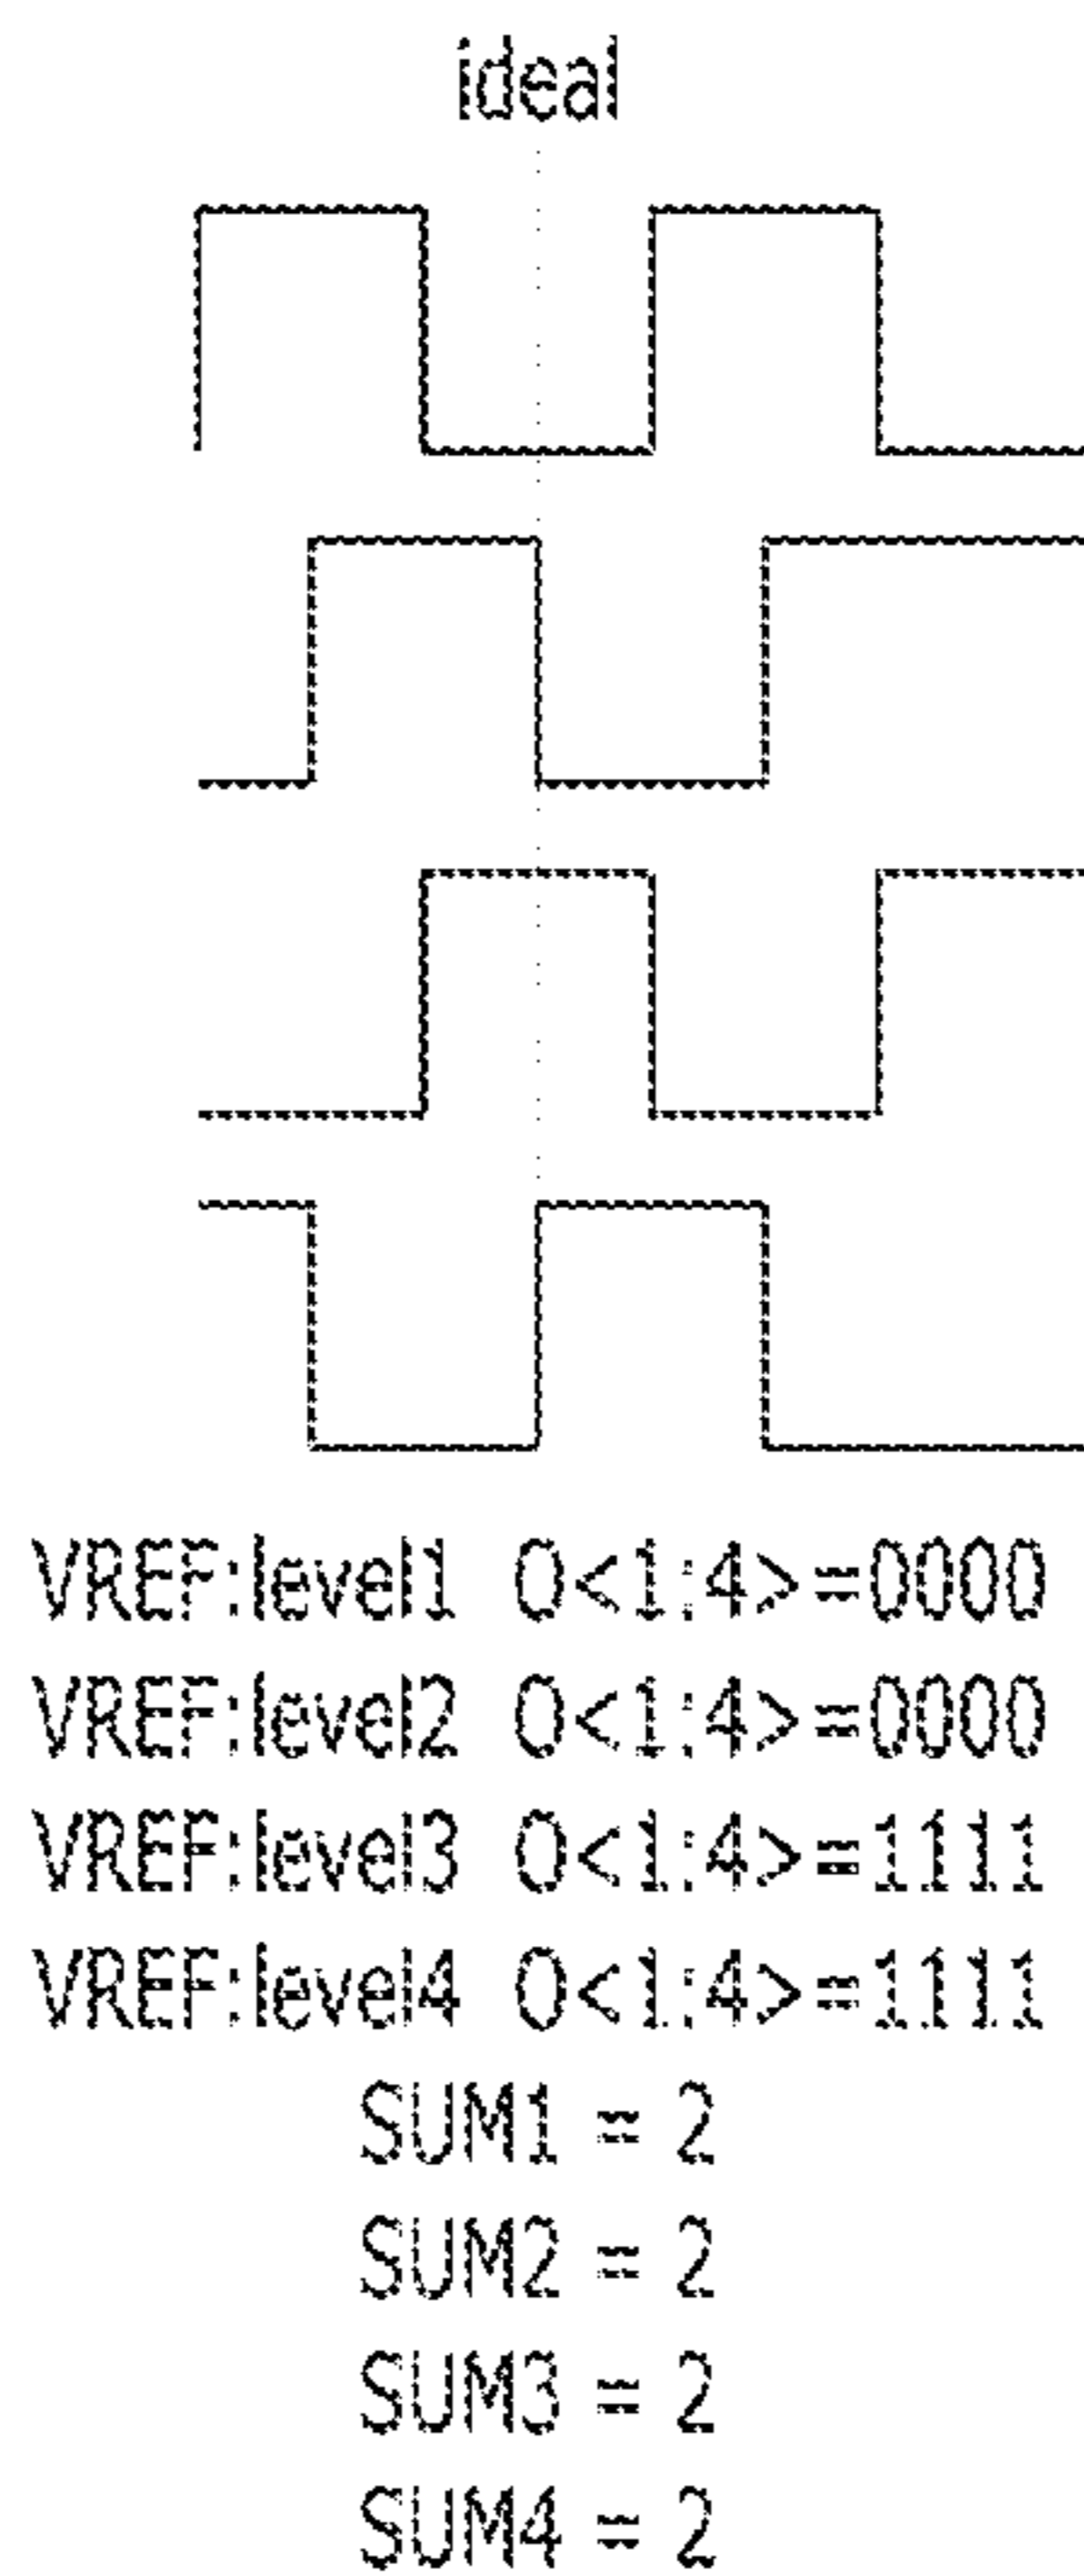 ideal
VREF:level1 O<1:4>=0000
VREF:level2 O<1:4>=0000
VREF:level3 O<1:4>=1111
VREF:level4 O<1:4>=1111
SUM1 = 2
SUM2 = 2
SUM3 = 2
SUM4 = 2